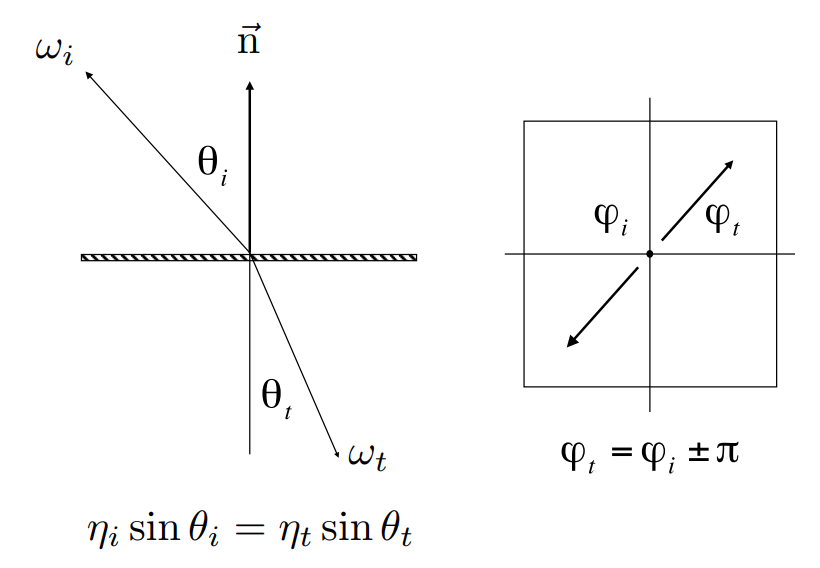 ωᵢ
n⃗
θᵢ
θₜ
ωₜ
ηᵢ sin θᵢ = ηₜ sin θₜ
φᵢ
φₜ
φₜ = φᵢ ± π